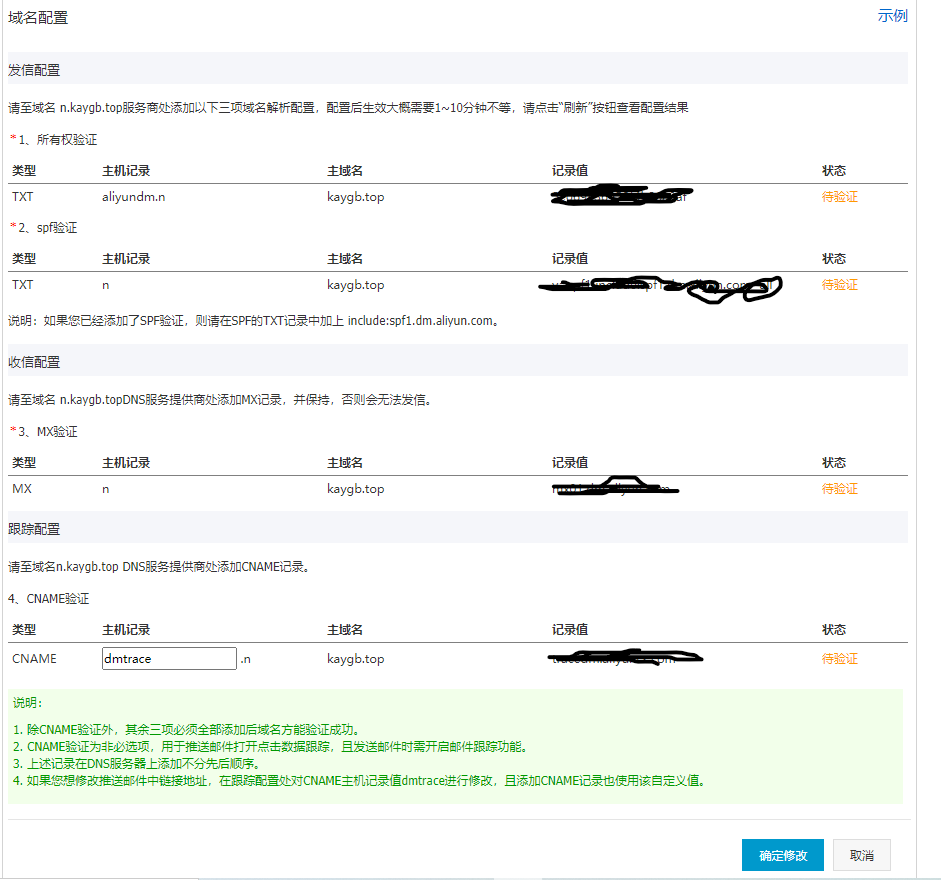 域名配置 示例
发信配置
请至域名 n.kaygb.top服务商处添加以下三项域名解析配置，配置后生效大概需要1~10分钟不等，请点击“刷新”按钮查看配置结果
*1、所有权验证
类型 主机记录 主域名 记录值 状态
TXT aliyundm.n kaygb.top 待验证
*2、spf验证
类型 主机记录 主域名 记录值 状态
TXT n kaygb.top 待验证
说明：如果您已经添加了SPF验证，则请在SPF的TXT记录中加上 include:spf1.dm.aliyun.com。
收信配置
请至域名 n.kaygb.topDNS服务提供商处添加MX记录，并保持，否则会无法发信。
*3、MX验证
类型 主机记录 主域名 记录值 状态
MX n kaygb.top 待验证
跟踪配置
请至域名n.kaygb.top DNS服务提供商处添加CNAME记录。
4、CNAME验证
类型 主机记录 主域名 记录值 状态
CNAME dmtrace .n kaygb.top 待验证
说明：
1. 除CNAME验证外，其余三项必须全部添加后域名方能验证成功。
2. CNAME验证为非必选项，用于推送邮件打开点击数据跟踪，且发送邮件时需开启邮件跟踪功能。
3. 上述记录在DNS服务器上添加不分先后顺序。
4. 如果您想修改推送邮件中链接地址，在跟踪配置处对CNAME主机记录值dmtrace进行修改，且添加CNAME记录也使用该自定义值。
确定修改 取消